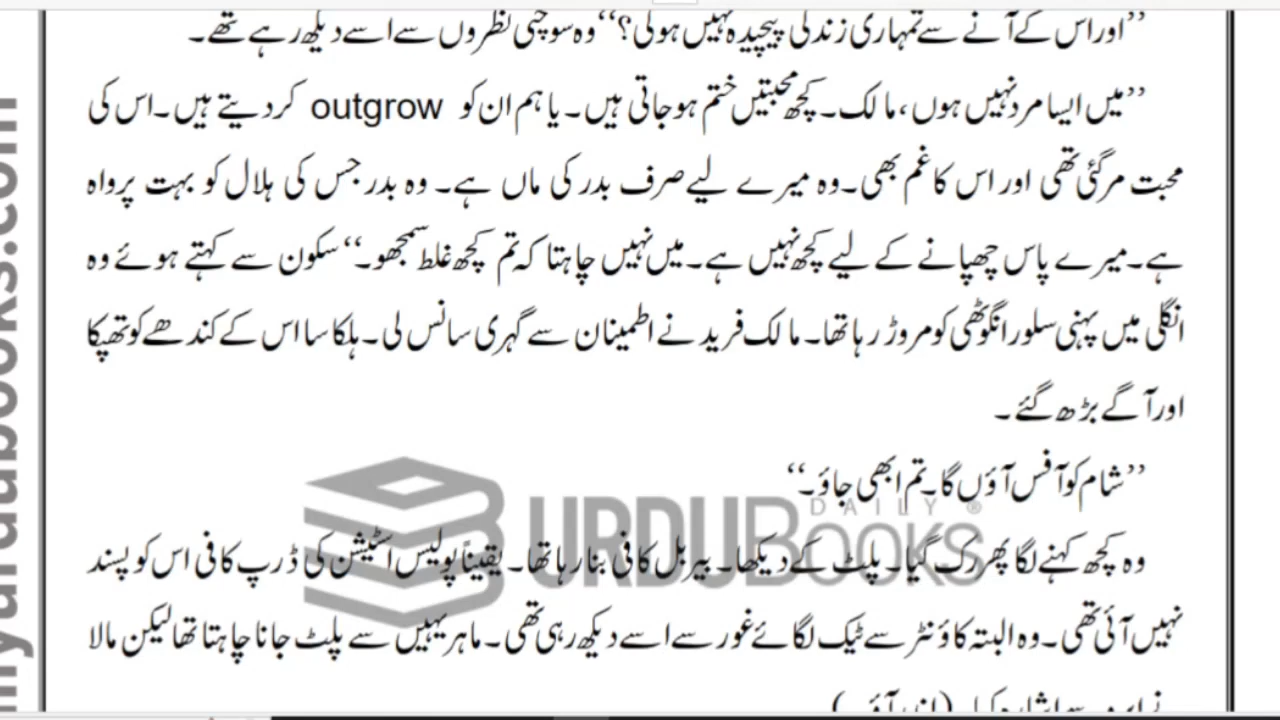 ’’اور اس کے آنے سے تمہاری زندگی پیچیدہ نہیں ہوگی؟‘‘ وہ سوچتی نظروں سے اسے دیکھ رہے تھے۔
’’میں ایسا مرد نہیں ہوں، مالک۔ کچھ محبتیں ختم ہو جاتی ہیں۔ یا ہم ان کو outgrow کر دیتے ہیں۔ اس کی
محبت مر گئی تھی اور اس کا غم بھی۔ وہ میرے لیے صرف بدر کی ماں ہے۔ وہ بدر جس کی ہلال کو بہت پرواہ
ہے۔ میرے پاس چھپانے کے لیے کچھ نہیں ہے۔ میں نہیں چاہتا کہ تم کچھ غلط سمجھو۔‘‘ سکون سے کہتے ہوئے وہ
انگلی میں پہنی سلور انگوٹھی کو مروڑ رہا تھا۔ مالک فرید نے اطمینان سے گہری سانس لی۔ ہلکا سا اس کے کندھے کو تھپکا
اور آگے بڑھ گئے۔
’’شام کو آفس آؤں گا۔ تم ابھی جاؤ۔‘‘
وہ کچھ کہنے لگا پھر رک گیا۔ پلٹ کے دیکھا۔ بیربل کافی بنا رہا تھا۔ یقیناً پولیس اسٹیشن کی ڈرپ کافی اس کو پسند
نہیں آئی تھی۔ وہ البتہ کاؤنٹر سے ٹیک لگائے غور سے اسے دیکھ رہی تھی۔ ماہر یہیں سے پلٹ جانا چاہتا تھا لیکن مالا
DAILY ®
URDUBOOKS
myurdubooks.com